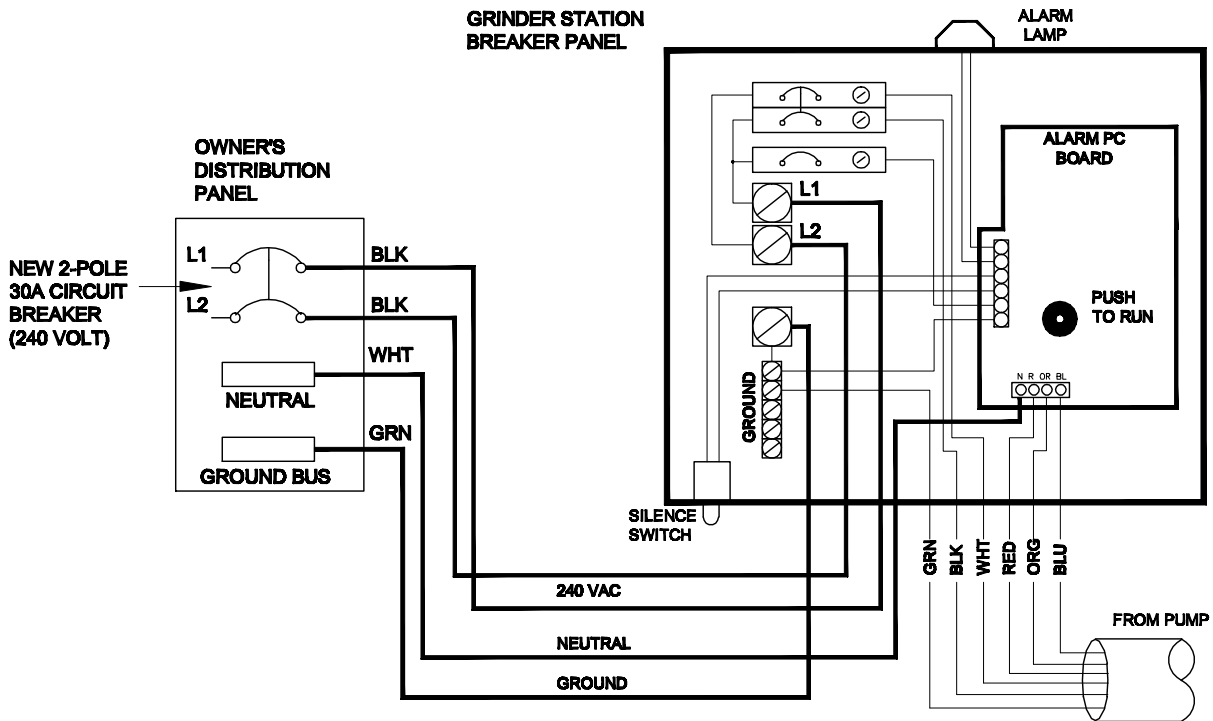 GRINDER STATION
BREAKER PANEL
ALARM
LAMP
ALARM PC
BOARD
OWNER'S
DISTRIBUTION
PANEL
L1
L2
L1
BLK
NEW 2-POLE
30A CIRCUIT
BREAKER
(240 VOLT)
L2
BLK
PUSH
TO RUN
WHT
NEUTRAL
N R OR BL
GROUND
GRN
GROUND BUS
SILENCE
SWITCH
GRN
BLK
WHT
RED
ORG
BLU
240 VAC
NEUTRAL
GROUND
FROM PUMP